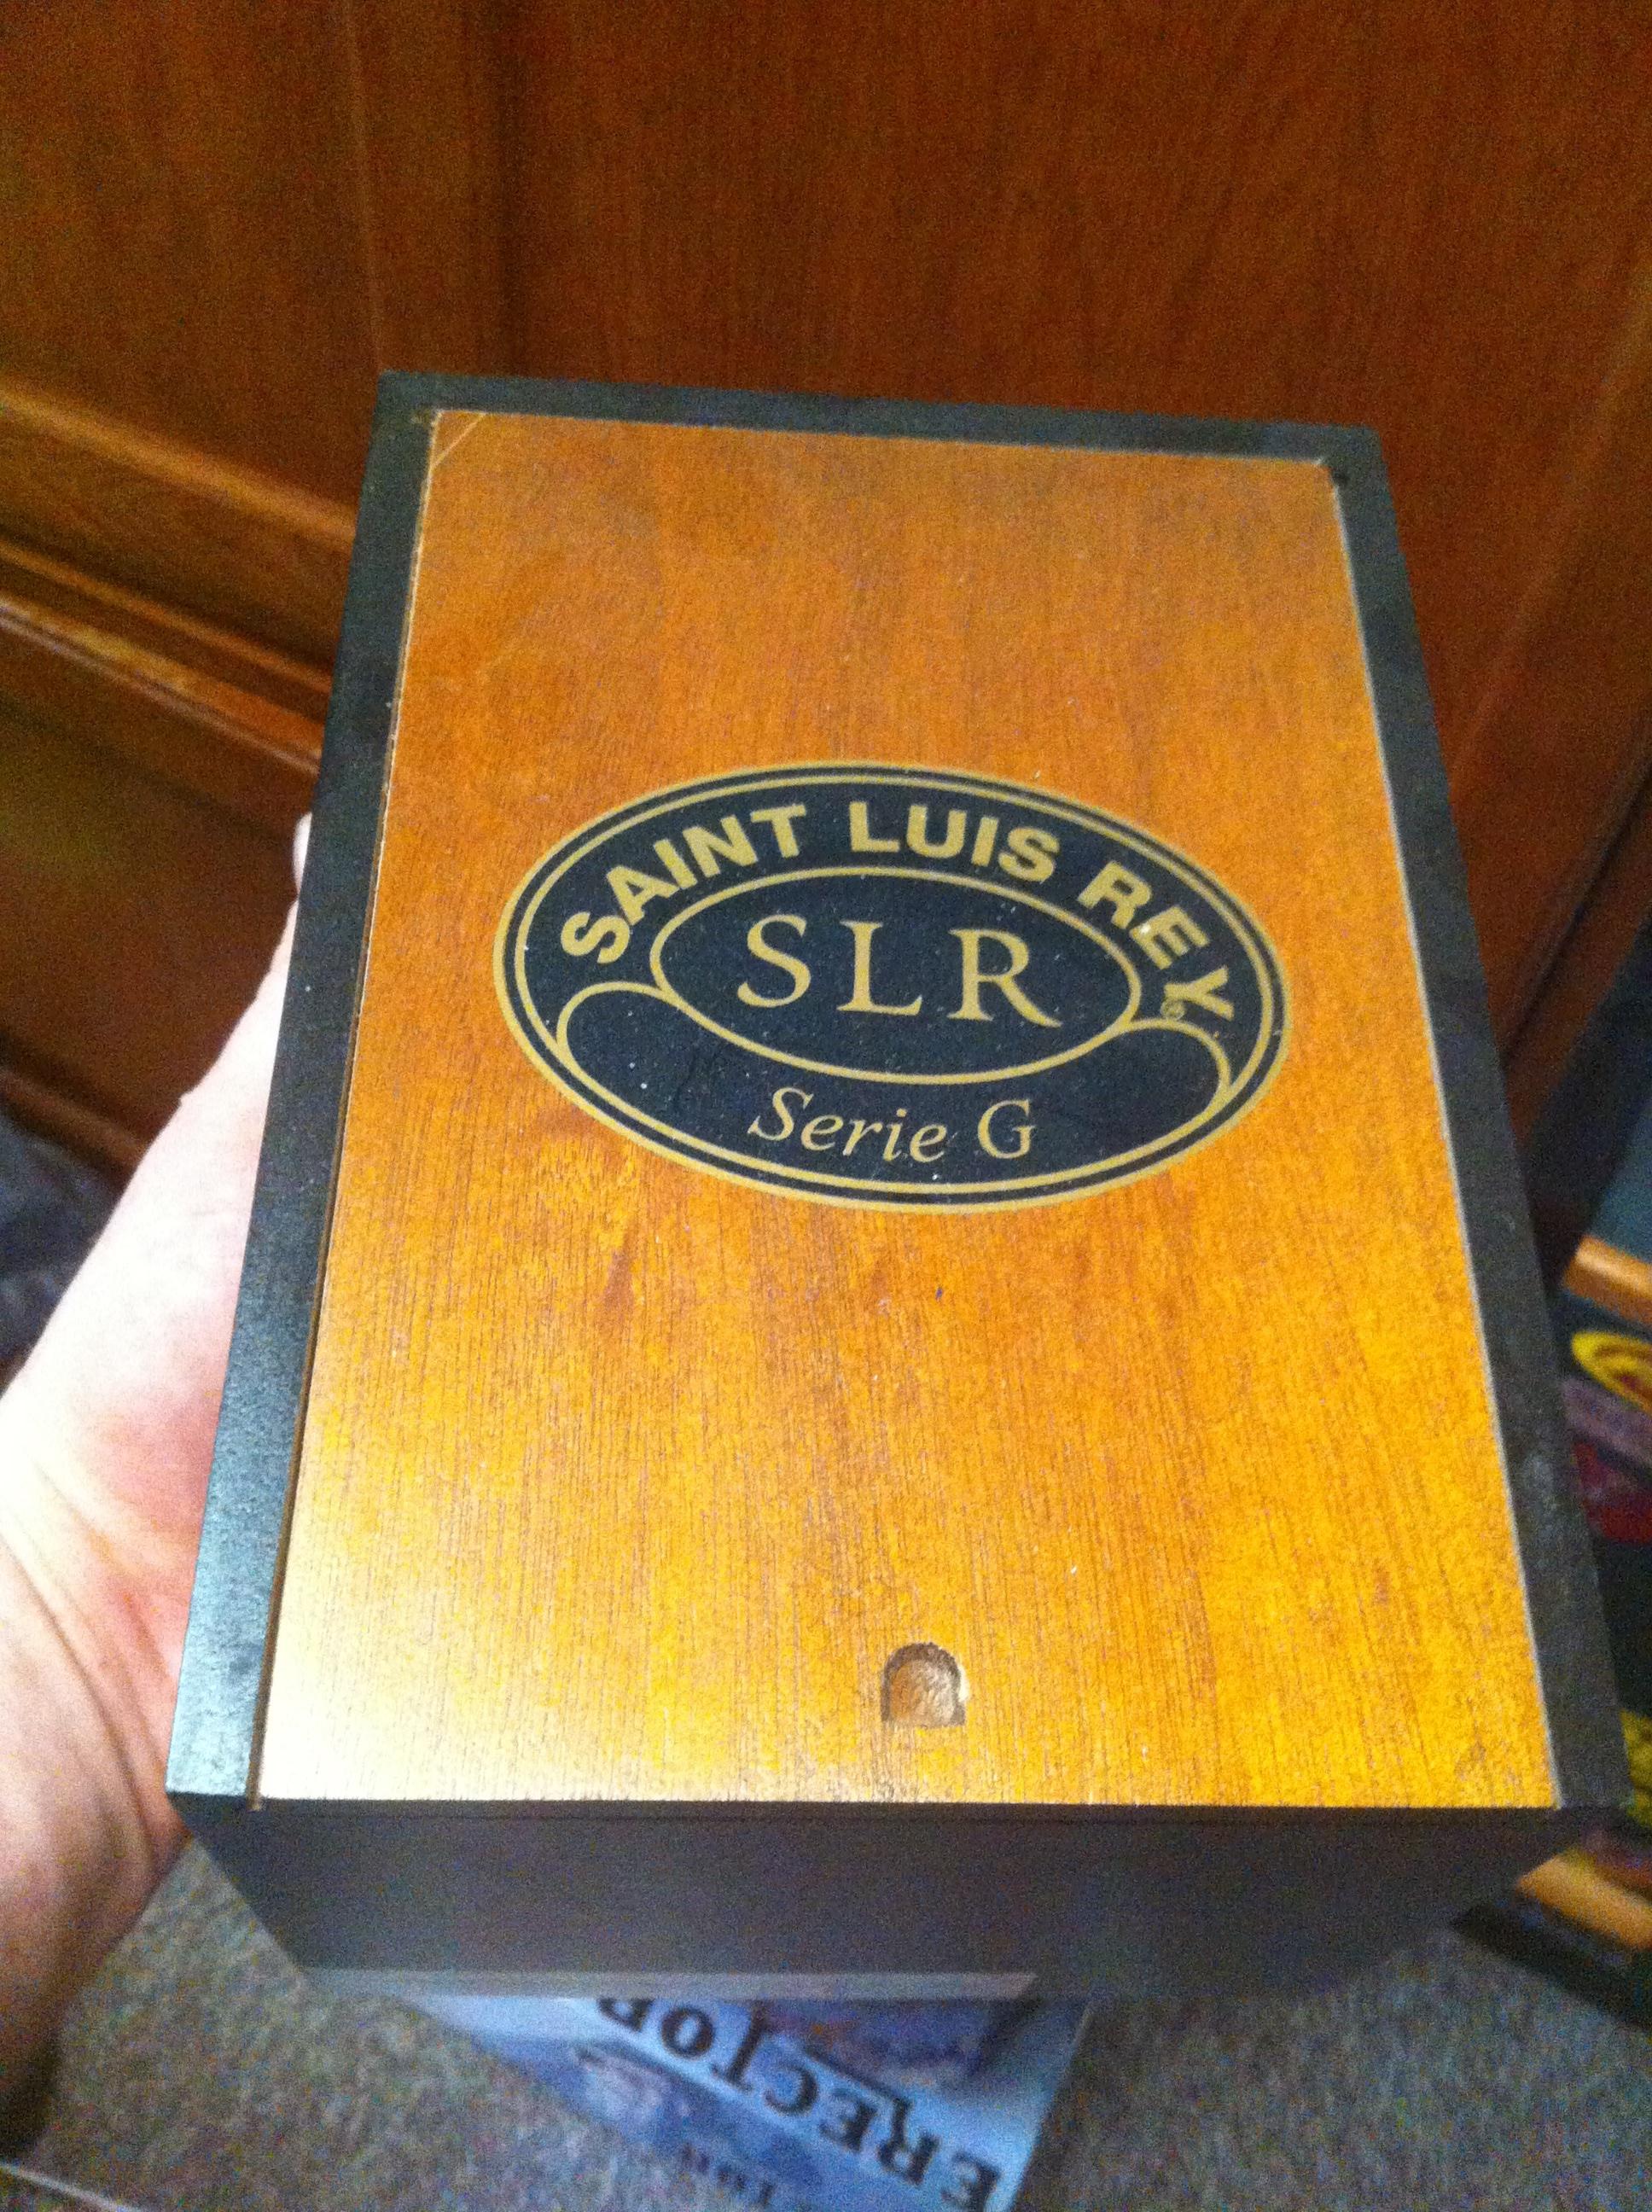 SAINT LUIS REY®
SLR
Serie G
ERECTOR